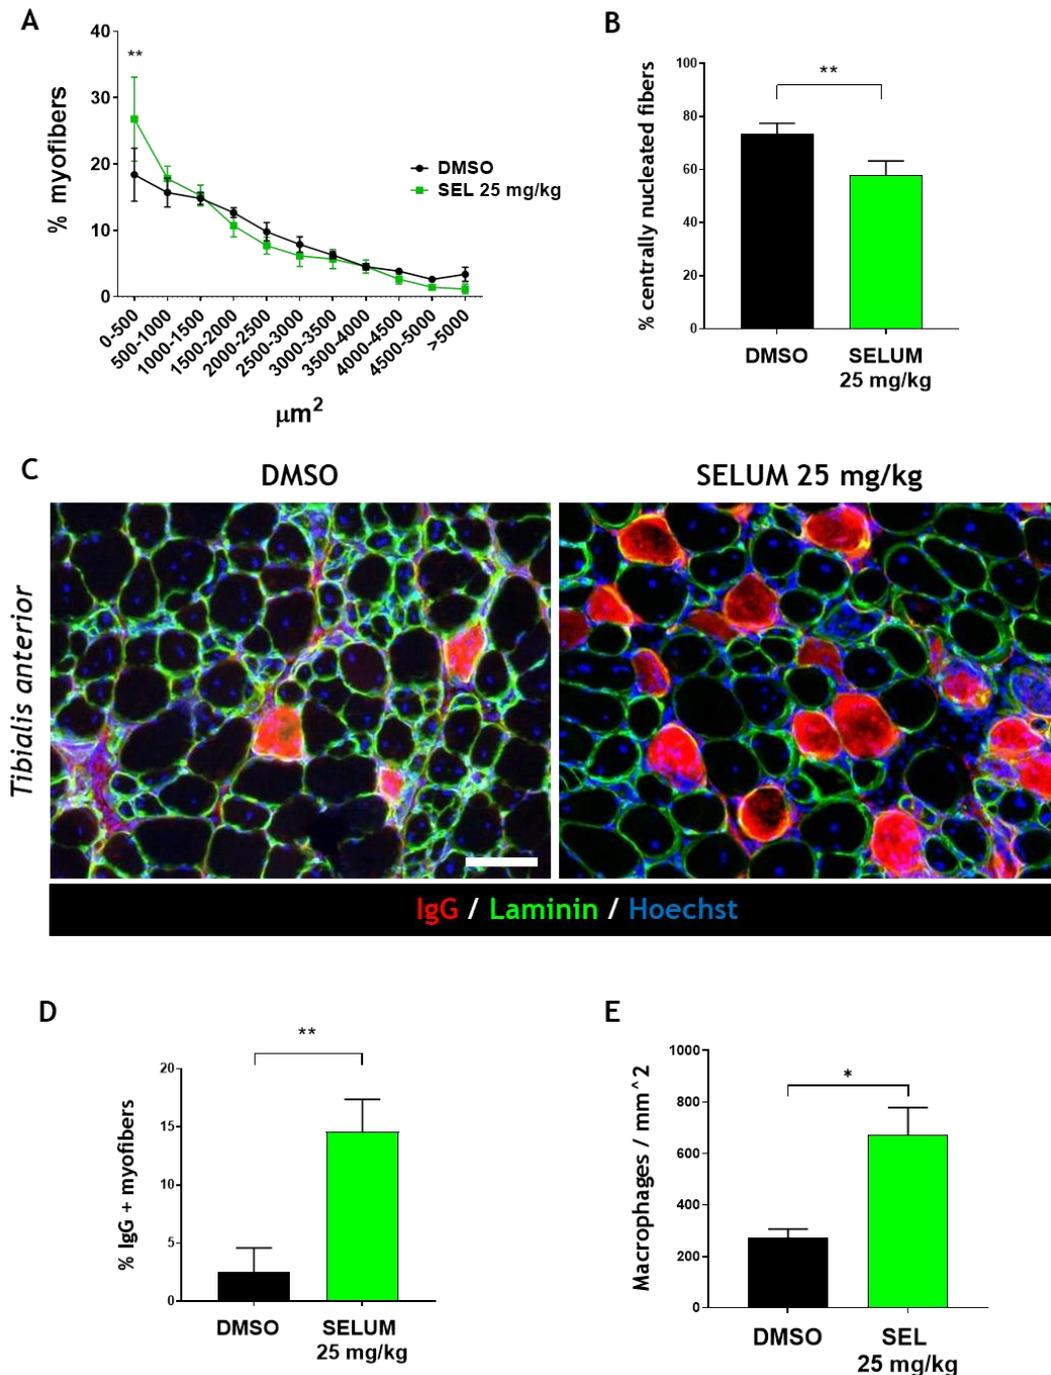 A
40
30
20
10
0
% myofibers
**
DMSO
SEL 25 mg/kg
0-500
500-1000
1000-1500
1500-2000
2000-2500
2500-3000
3000-3500
3500-4000
4000-4500
4500-5000
>5000
μm2
B
100
80
60
40
20
0
% centrally nucleated fibers
**
DMSO
SELUM
25 mg/kg
C
DMSO
SELUM 25 mg/kg
Tibialis anterior
IgG / Laminin / Hoechst
D
20
15
10
5
0
% IgG + myofibers
**
DMSO
SELUM
25 mg/kg
E
1000
800
600
400
200
0
Macrophages / mm^2
*
DMSO
SEL
25 mg/kg